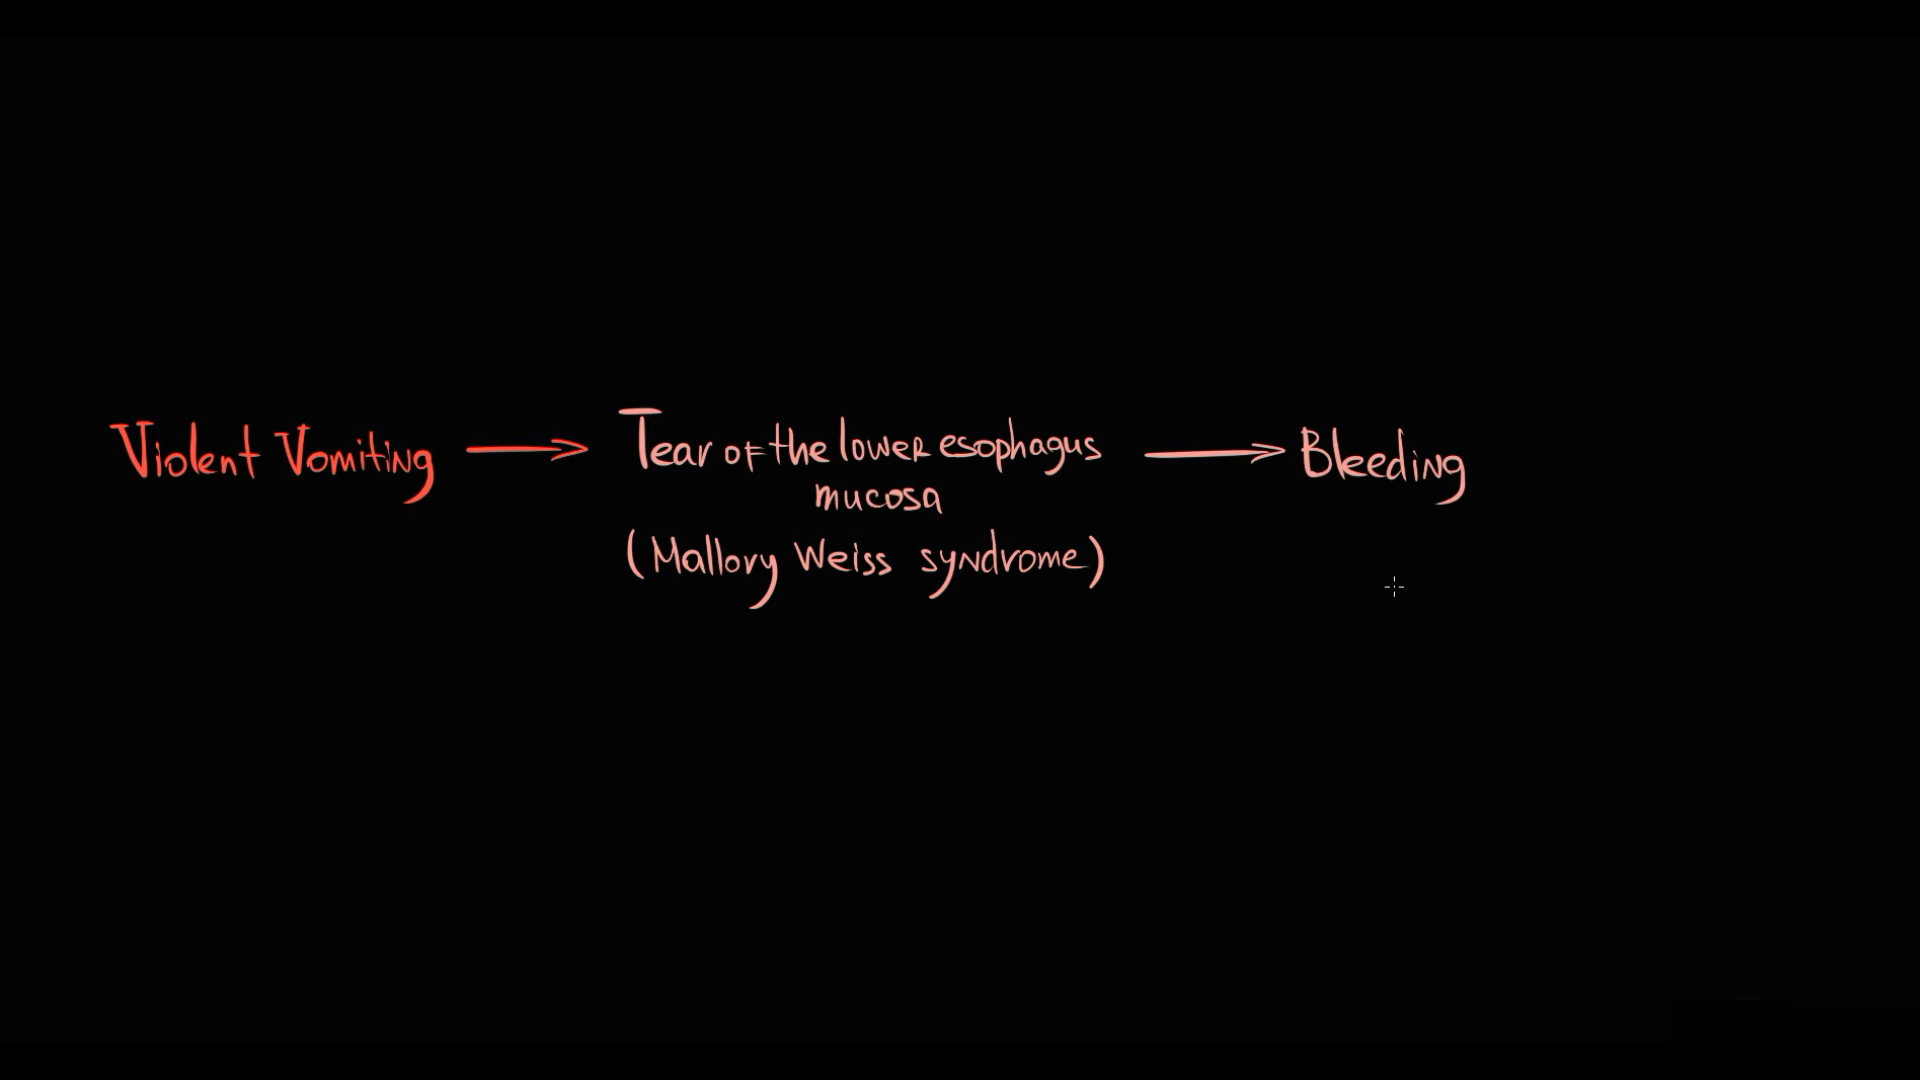 Violent Vomiting → Tear of the lower esophagus → Bleeding
mucosa
(Mallory Weiss syndrome)